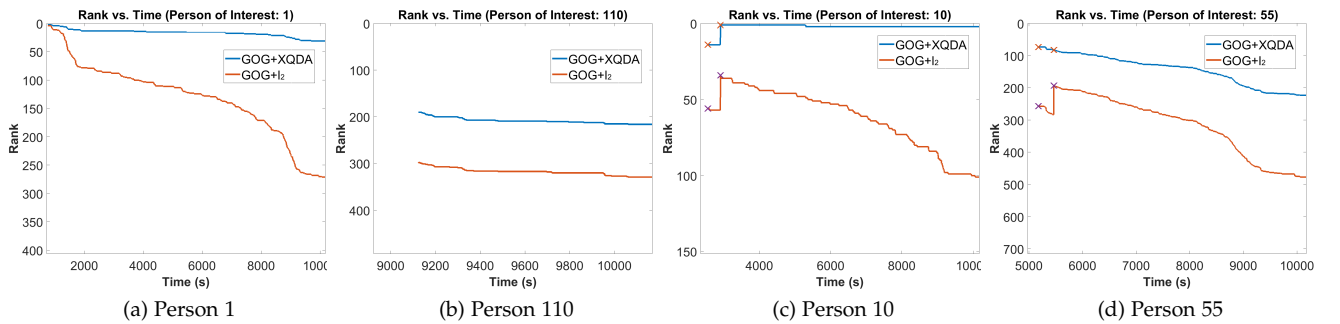 Rank vs. Time (Person of Interest: 1)
0
50
100
150
200
250
300
350
400
Rank
GOG+XQDA
GOG+l₂
2000
4000
6000
8000
1000
Time (s)
(a) Person 1
Rank vs. Time (Person of Interest: 110)
0
100
200
300
400
Rank
GOG+XQDA
GOG+l₂
9000
9200
9400
9600
9800
10000
Time (s)
(b) Person 110
Rank vs. Time (Person of Interest: 10)
0
50
100
150
Rank
GOG+XQDA
GOG+l₂
4000
6000
8000
1000
Time (s)
(c) Person 10
Rank vs. Time (Person of Interest: 55)
0
100
200
300
400
500
600
700
Rank
GOG+XQDA
GOG+l₂
5000
6000
7000
8000
9000
10000
Time (s)
(d) Person 55